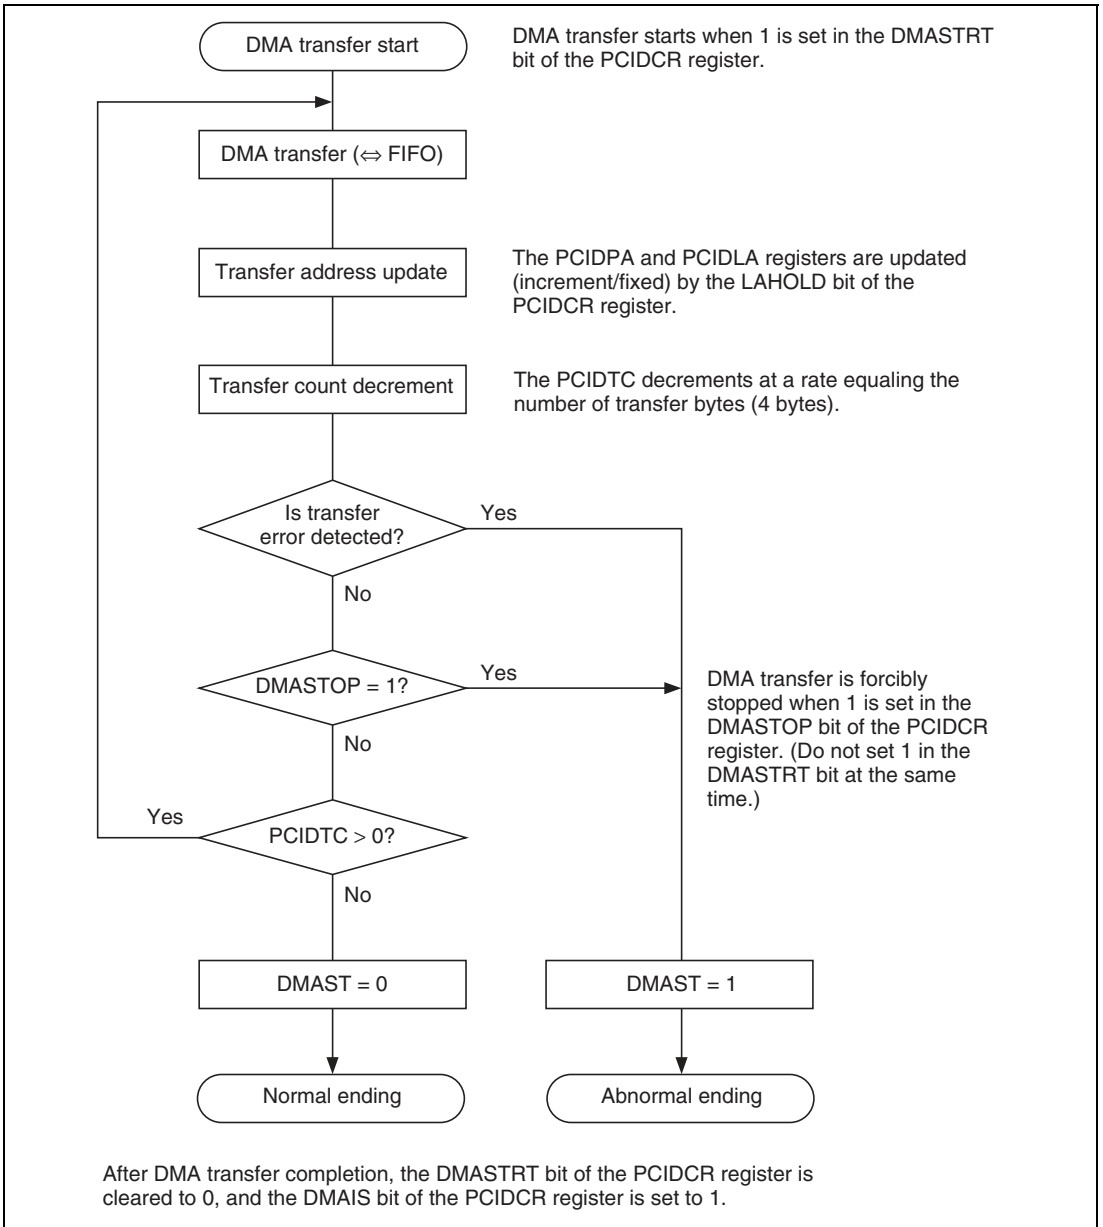 DMA transfer start
DMA transfer starts when 1 is set in the DMASTRT
bit of the PCIDCR register.
DMA transfer (⇔ FIFO)
Transfer address update
The PCIDPA and PCIDLA registers are updated
(increment/fixed) by the LAHOLD bit of the
PCIDCR register.
Transfer count decrement
The PCIDTC decrements at a rate equaling the
number of transfer bytes (4 bytes).
Is transfer
error detected?
Yes
No
DMASTOP = 1?
Yes
DMA transfer is forcibly
stopped when 1 is set in the
DMASTOP bit of the PCIDCR
register. (Do not set 1 in the
DMASTRT bit at the same
time.)
No
Yes
PCIDTC > 0?
No
DMAST = 0
DMAST = 1
Normal ending
Abnormal ending
After DMA transfer completion, the DMASTRT bit of the PCIDCR register is
cleared to 0, and the DMAIS bit of the PCIDCR register is set to 1.